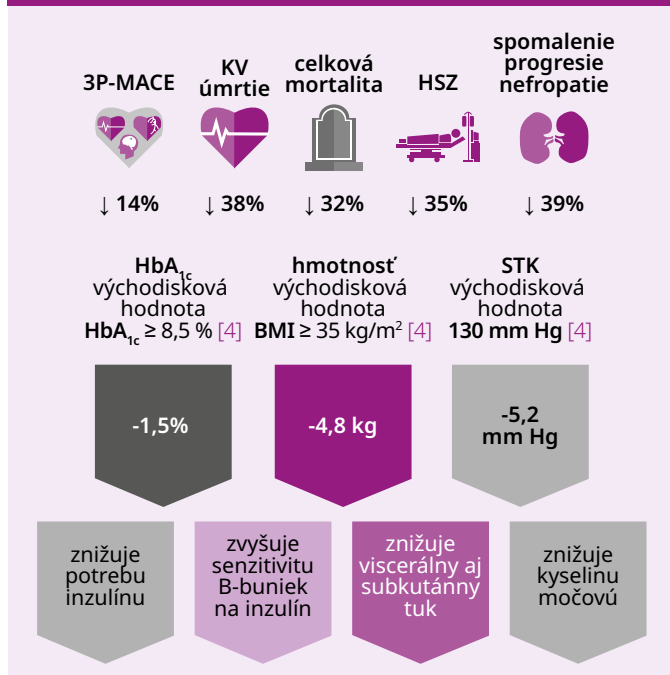 3P-MACE
KV
úmrtie
celková
mortalita
HSZ
spomalenie
progresie
nefropatie
↓ 14%
↓ 38%
↓ 32%
↓ 35%
↓ 39%
HbA1c
východisková
hodnota
HbA1c ≥ 8,5 % [4]
hmotnosť
východisková
hodnota
BMI ≥ 35 kg/m² [4]
STK
východisková
hodnota
130 mm Hg [4]
-1,5%
-4,8 kg
-5,2
mm Hg
znižuje
potrebu
inzulínu
zvyšuje
senzitivitu
B-buniek
na inzulín
znižuje
viscerálny aj
subkutánny
tuk
znižuje
kyselinu
močovú